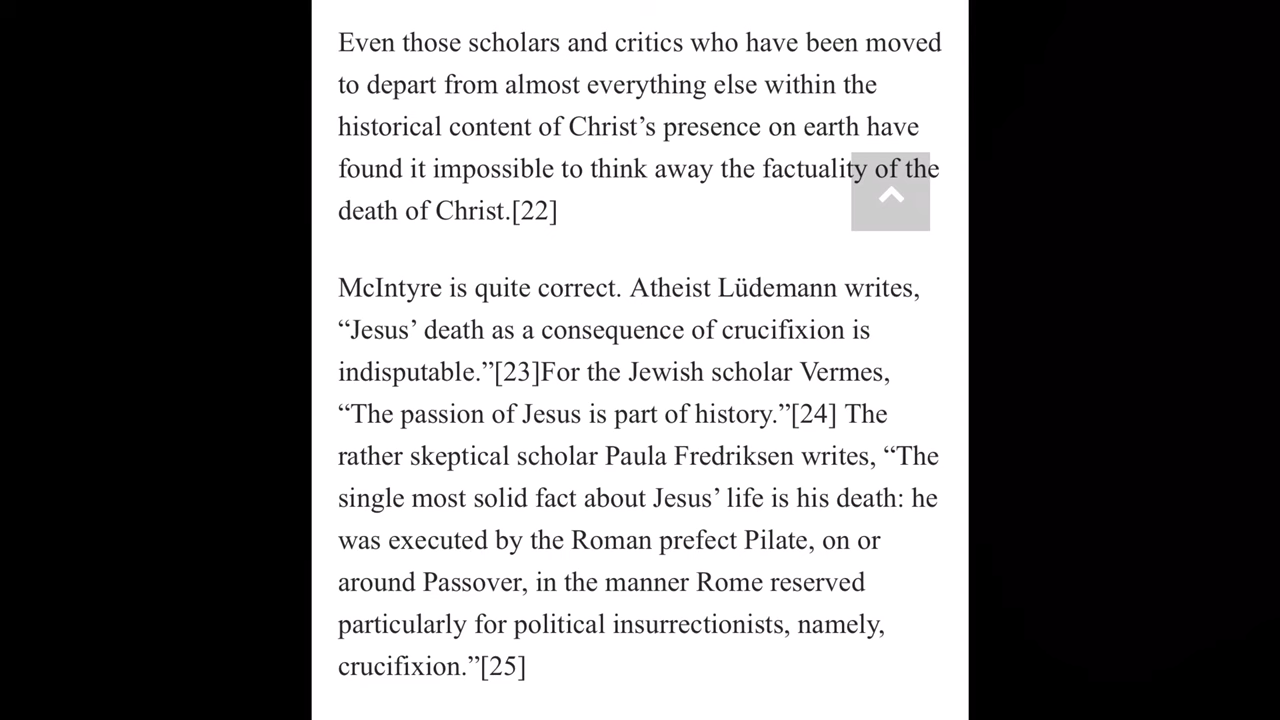 Even those scholars and critics who have been moved
to depart from almost everything else within the
historical content of Christ’s presence on earth have
found it impossible to think away the factuality of the
death of Christ.[22]
McIntyre is quite correct. Atheist Lüdemann writes,
“Jesus’ death as a consequence of crucifixion is
indisputable.”[23]For the Jewish scholar Vermes,
“The passion of Jesus is part of history.”[24] The
rather skeptical scholar Paula Fredriksen writes, “The
single most solid fact about Jesus’ life is his death: he
was executed by the Roman prefect Pilate, on or
around Passover, in the manner Rome reserved
particularly for political insurrectionists, namely,
crucifixion.”[25]